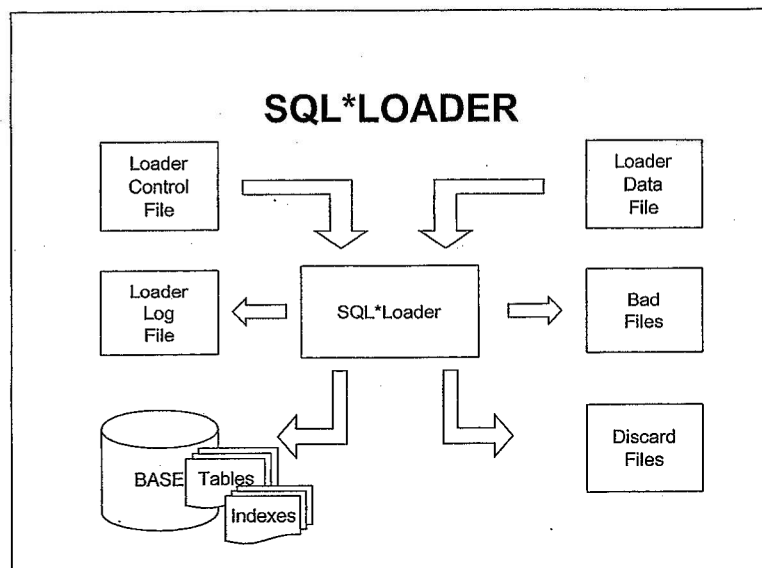 SQL*LOADER
Loader
Control
File
Loader
Data
File
Loader
Log
File
SQL*Loader
Bad
Files
BASE
Tables
Indexes
Discard
Files